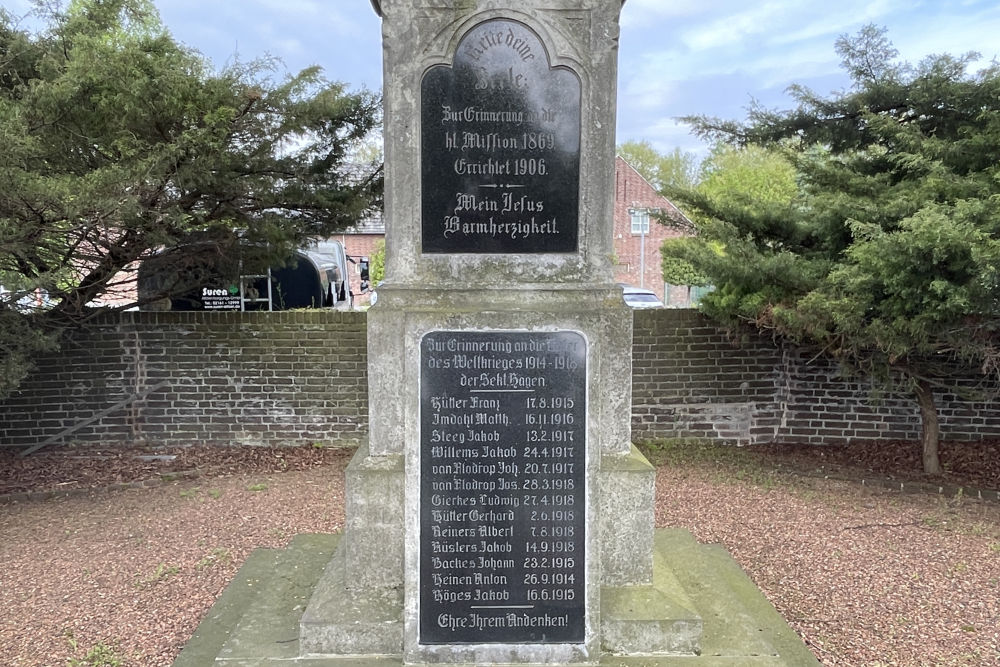 Rette deine
Seele:
Zur Erinnerung an die
hl. Mission 1869.
Errichtet 1906.
Mein Jesus
Barmherzigkeit.
Zur Erinnerung an die
des Weltkrieges 1914-1918
der Sekt. Hagen.
Hütter Franz 17.8.1915
Imdahl Matth. 16.11.1916
Steeg Jakob 13.2.1917
Willems Jakob 24.4.1917
van Flodrop Joh. 20.7.1917
van Flodrop Jos. 28.3.1918
Gierkes Ludwig 27.4.1918
Hütter Gerhard 2.6.1918
Reiners Albert 7.8.1918
Küsters Jakob 14.9.1918
Backes Johann 23.2.1915
Heinen Anton 26.9.1914
Höges Jakob 16.6.1915
Ehre Ihrem Andenken!
Suren